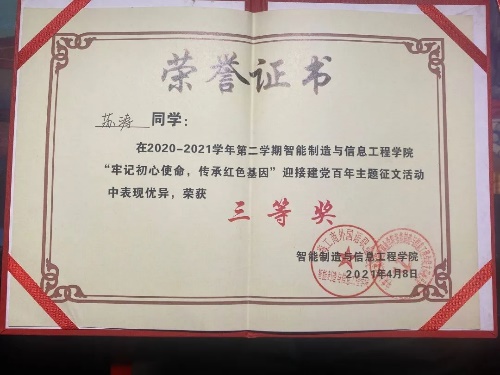 荣誉证书
苏涛 同学：
在2020-2021学年第二学期智能制造与信息工程学院
“牢记初心使命，传承红色基因”迎接建党百年主题征文活动
中表现优异，荣获
三等奖
智能制造与信息工程学院
2021年4月8日